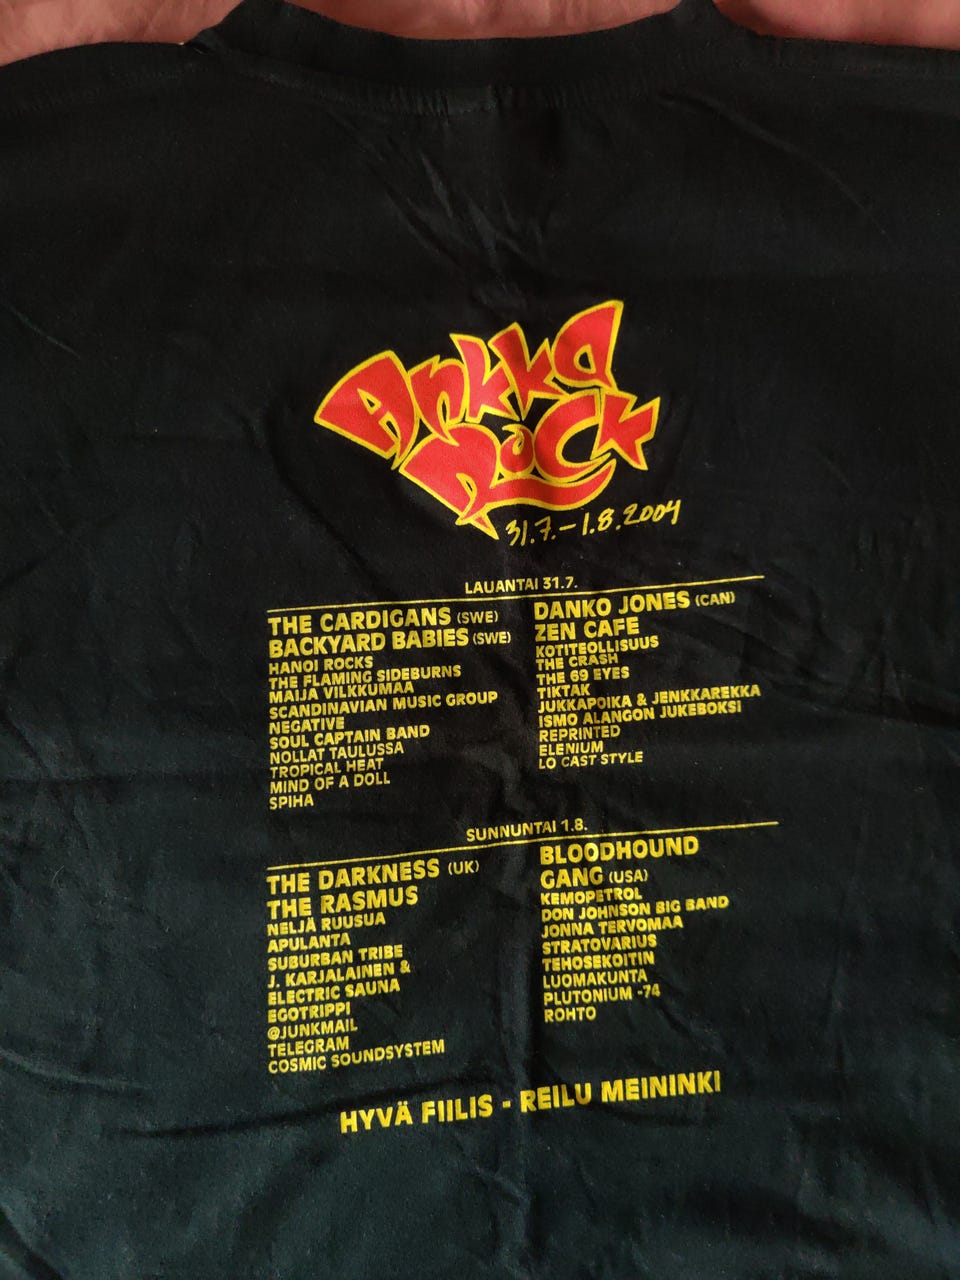 Ankka
Rock
31.7.–1.8.2004
LAUANTAI 31.7.
THE CARDIGANS (SWE)
BACKYARD BABIES (SWE)
HANOI ROCKS
THE FLAMING SIDEBURNS
MAIJA VILKKUMAA
SCANDINAVIAN MUSIC GROUP
NEGATIVE
SOUL CAPTAIN BAND
NOLLAT TAULUSSA
TROPICAL HEAT
MIND OF A DOLL
SPIHA
DANKO JONES (CAN)
ZEN CAFE
KOTITEOLLISUUS
THE CRASH
THE 69 EYES
TIKTAK
JUKKAPOIKA & JENKKAREKKA
ISMO ALANGON JUKEBOKSI
REPRINTED
ELENIUM
LO CAST STYLE
SUNNUNTAI 1.8.
THE DARKNESS (UK)
THE RASMUS
NELJÄ RUUSUA
APULANTA
SUBURBAN TRIBE
J. KARJALAINEN &
ELECTRIC SAUNA
EGOTRIPPI
@JUNKMAIL
TELEGRAM
COSMIC SOUNDSYSTEM
BLOODHOUND
GANG (USA)
KEMOPETROL
DON JOHNSON BIG BAND
JONNA TERVOMAA
STRATOVARIUS
TEHOSEKOITIN
LUOMAKUNTA
PLUTONIUM -74
ROHTO
HYVÄ FIILIS - REILU MEININKI